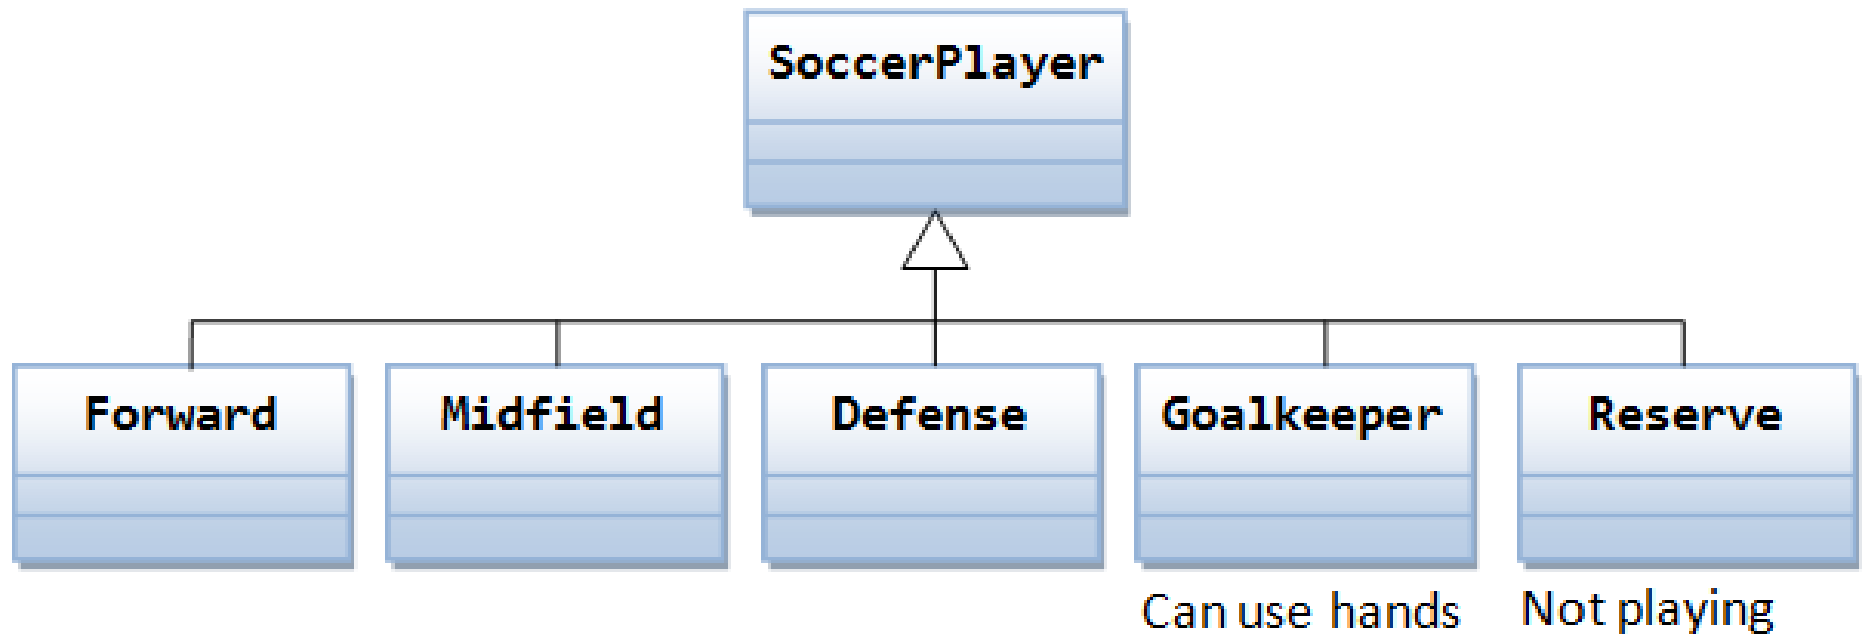 SoccerPlayer
Forward
Midfield
Defense
Goalkeeper
Reserve
Can use hands
Not playing